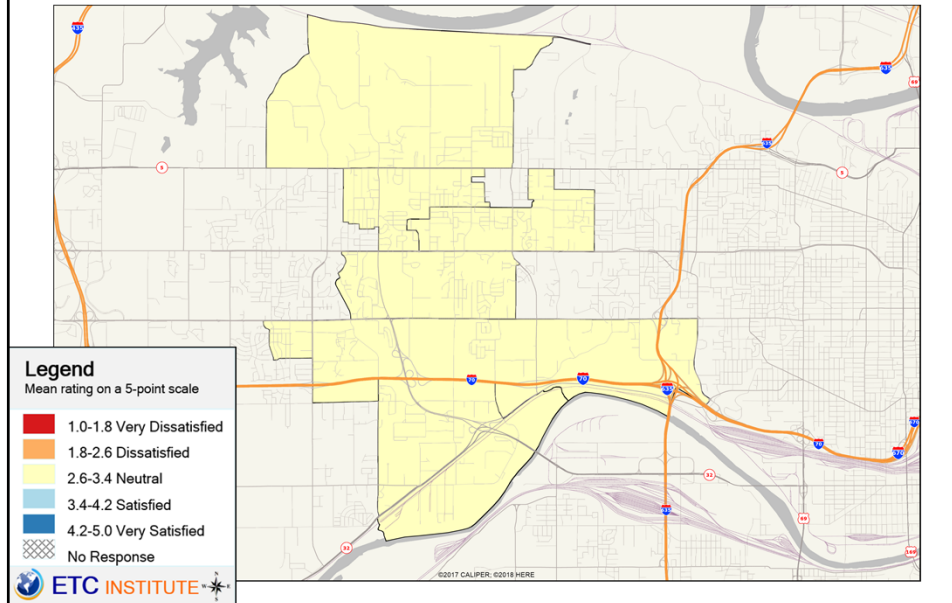 435
635
69
635
5
5
70
70
635
70
670
32
635
69
32
169
Legend
Mean rating on a 5-point scale
1.0-1.8 Very Dissatisfied
1.8-2.6 Dissatisfied
2.6-3.4 Neutral
3.4-4.2 Satisfied
4.2-5.0 Very Satisfied
No Response
ETC INSTITUTE
©2017 CALIPER; ©2018 HERE